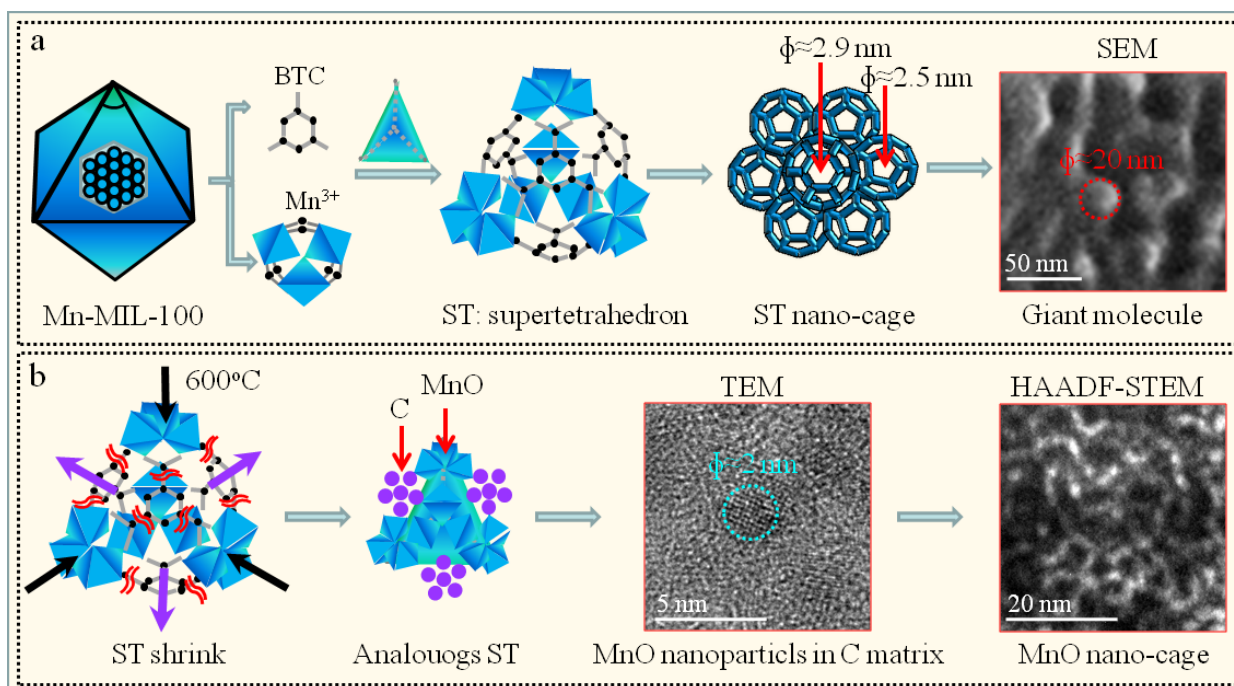 a
BTC
Mn3+
Mn-MIL-100
ST: supertetrahedron
ϕ≈2.9 nm
ϕ≈2.5 nm
ST nano-cage
SEM
ϕ≈20 nm
50 nm
Giant molecule
b
600°C
ST shrink
C
MnO
Analouogs ST
TEM
ϕ≈2 nm
5 nm
MnO nanoparticls in C matrix
HAADF-STEM
20 nm
MnO nano-cage